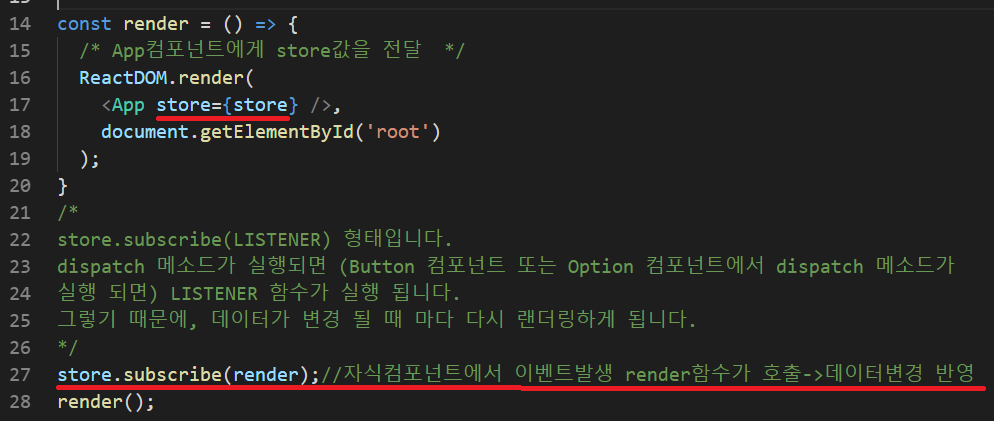 14 const render = () => {
15 /* App컴포넌트에게 store값을 전달  */
16 ReactDOM.render(
17 <App store={store} />,
18 document.getElementById('root')
19 );
20 }
21 /*
22 store.subscribe(LISTENER) 형태입니다.
23 dispatch 메소드가 실행되면 (Button 컴포넌트 또는 Option 컴포넌트에서 dispatch 메소드가
24 실행 되면) LISTENER 함수가 실행 됩니다.
25 그렇기 때문에, 데이터가 변경 될 때 마다 다시 랜더링하게 됩니다.
26 */
27 store.subscribe(render);//자식컴포넌트에서 이벤트발생 render함수가 호출->데이터변경 반영
28 render();